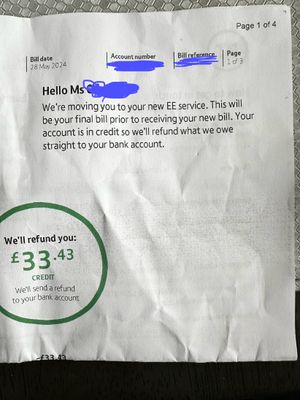 Page 1 of 4
Bill date
28 May 2024
Account number
Bill reference
Page
1 of 3
Hello Ms
We're moving you to your new EE service. This will
be your final bill prior to receiving your new bill. Your
account is in credit so we'll refund what we owe
straight to your bank account.
We'll refund you:
£33.43
CREDIT
We'll send a refund
to your bank account
-£33.43